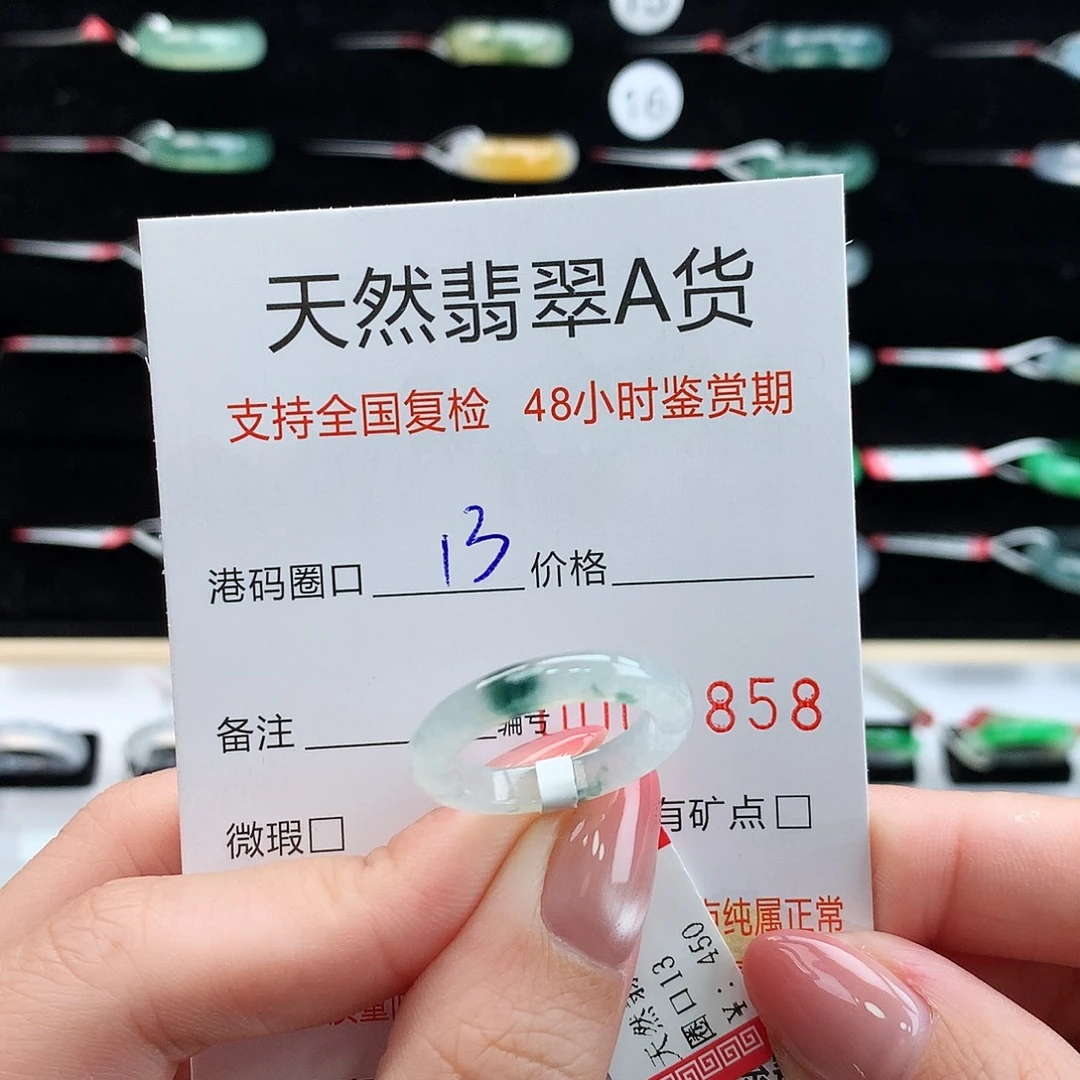 16
天然翡翠A货
支持全国复检 48小时鉴赏期
港码圈口 13 价格
备注 编号 858
微瑕□ 有矿点□
纯属正常
天然
圈口13
¥: 450